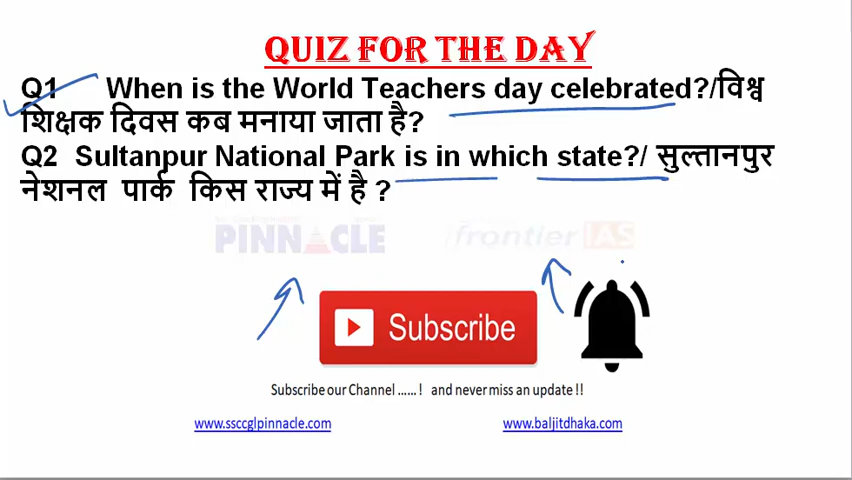 QUIZ FOR THE DAY
Q1 When is the World Teachers day celebrated?/विश्व
शिक्षक दिवस कब मनाया जाता है?
Q2 Sultanpur National Park is in which state?/ सुल्तानपुर
नेशनल पार्क किस राज्य में है ?
PINNACLE frontier IAS
Subscribe
Subscribe our Channel ...... ! and never miss an update !!
www.ssccglpinnacle.com www.baljitdhaka.com